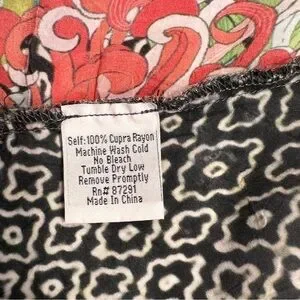 Self:100% Cupra Rayon
Machine Wash Cold
No Bleach
Tumble Dry Low
Remove Promptly
Rn# 87291
Made In China